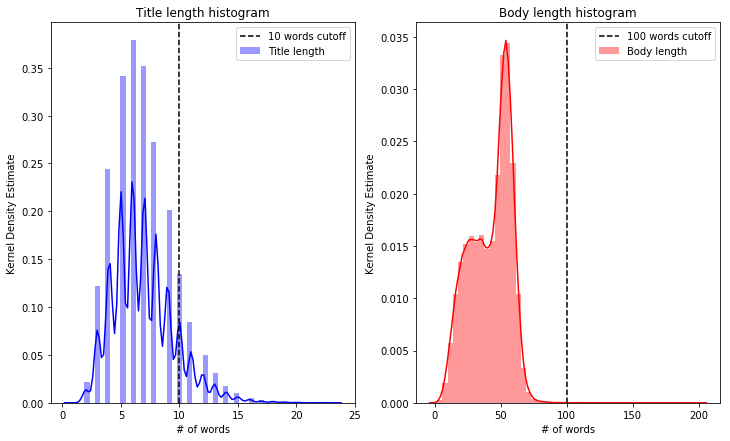 Title length histogram
10 words cutoff
Title length
Kernel Density Estimate
0.35
0.30
0.25
0.20
0.15
0.10
0.05
0.00
0
5
10
15
20
25
# of words
Body length histogram
100 words cutoff
Body length
Kernel Density Estimate
0.035
0.030
0.025
0.020
0.015
0.010
0.005
0.000
0
50
100
150
200
# of words